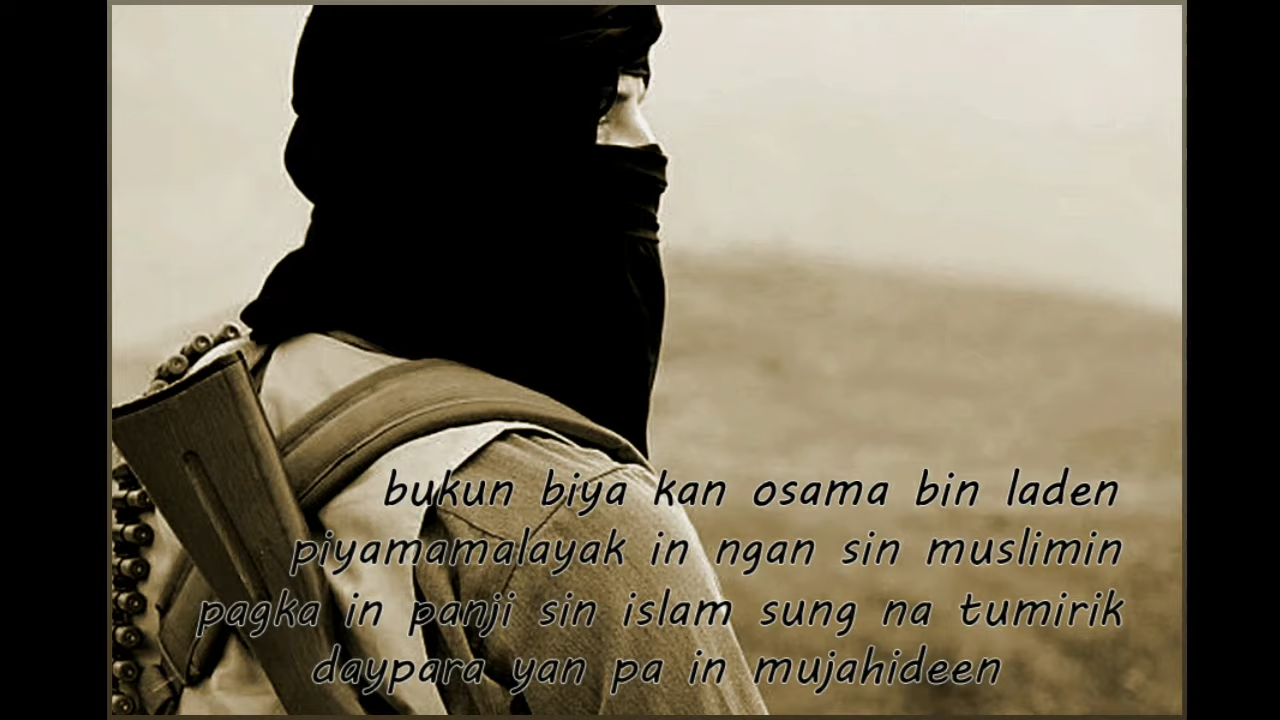 bukun biya kan osama bin laden
piyamamalayak in ngan sin muslimin
pagka in panji sin islam sung na tumirik
daypara yan pa in mujahideen